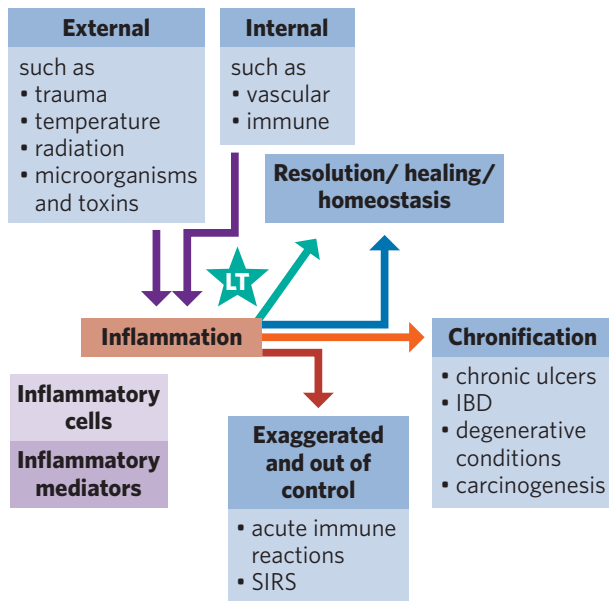 External
such as
• trauma
• temperature
• radiation
• microorganisms
and toxins
Internal
such as
• vascular
• immune
Resolution/ healing/
homeostasis
LT
Inflammation
Chronification
• chronic ulcers
• IBD
• degenerative
conditions
• carcinogenesis
Inflammatory
cells
Inflammatory
mediators
Exaggerated
and out of
control
• acute immune
reactions
• SIRS